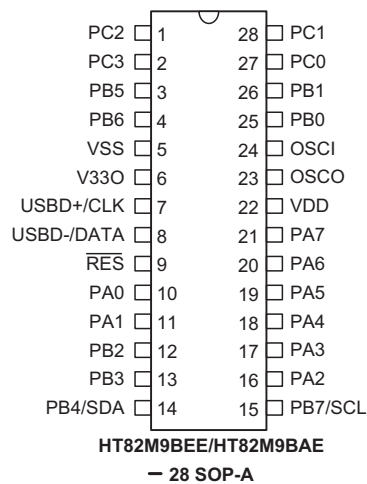 PC2 1 28 PC1
PC3 2 27 PC0
PB5 3 26 PB1
PB6 4 25 PB0
VSS 5 24 OSCI
V33O 6 23 OSCO
USBD+/CLK 7 22 VDD
USBD-/DATA 8 21 PA7
RES 9 20 PA6
PA0 10 19 PA5
PA1 11 18 PA4
PB2 12 17 PA3
PB3 13 16 PA2
PB4/SDA 14 15 PB7/SCL
HT82M9BEE/HT82M9BAE
– 28 SOP-A